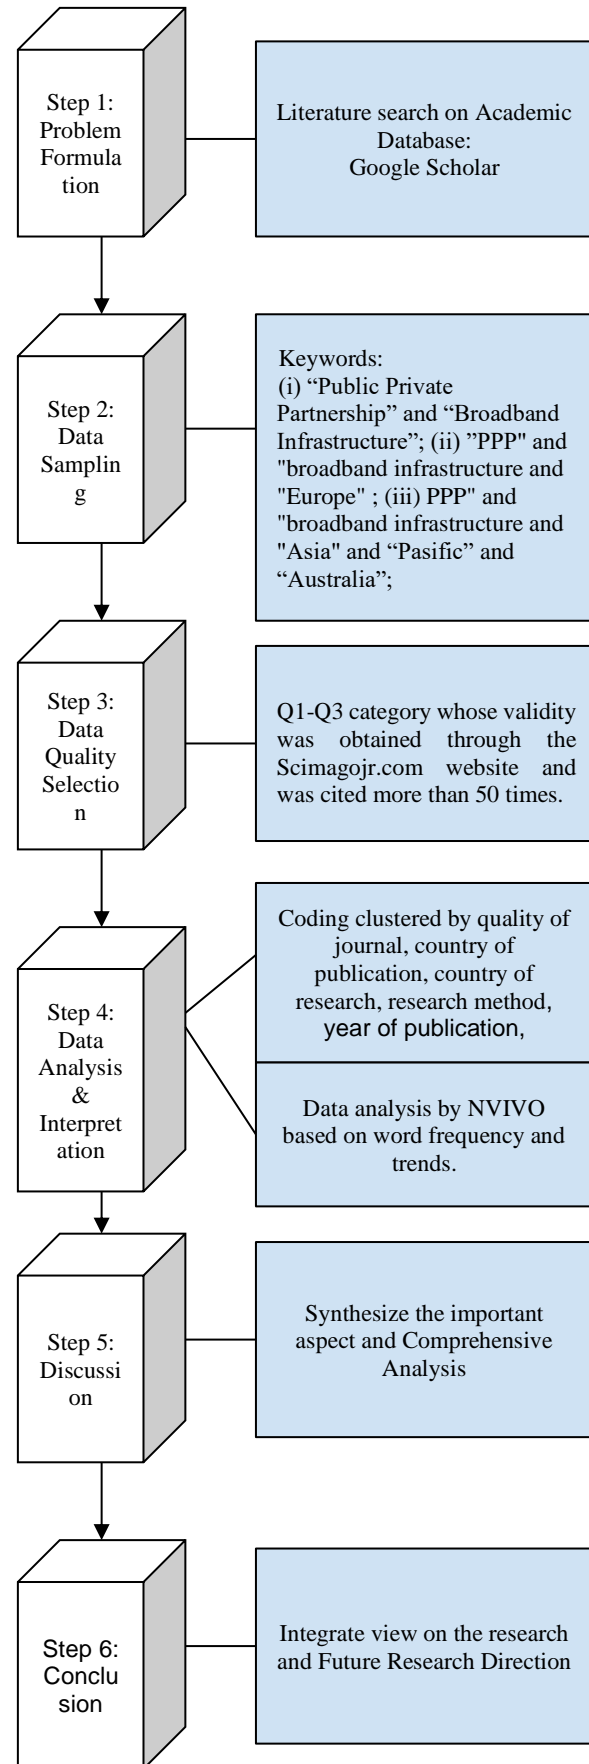 Step 1:
Problem
Formula
tion
Literature search on Academic
Database:
Google Scholar
Step 2:
Data
Samplin
g
Keywords:
(i) “Public Private
Partnership” and “Broadband
Infrastructure”; (ii) ”PPP" and
"broadband infrastructure and
"Europe" ; (iii) PPP" and
"broadband infrastructure and
"Asia" and “Pasific” and
“Australia”;
Step 3:
Data
Quality
Selectio
n
Q1-Q3 category whose validity
was obtained through the
Scimagojr.com website and
was cited more than 50 times.
Step 4:
Data
Analysis
&
Interpret
ation
Coding clustered by quality of
journal, country of
publication, country of
research, research method,
year of publication,
Data analysis by NVIVO
based on word frequency and
trends.
Step 5:
Discussi
on
Synthesize the important
aspect and Comprehensive
Analysis
Step 6:
Conclu
sion
Integrate view on the research
and Future Research Direction